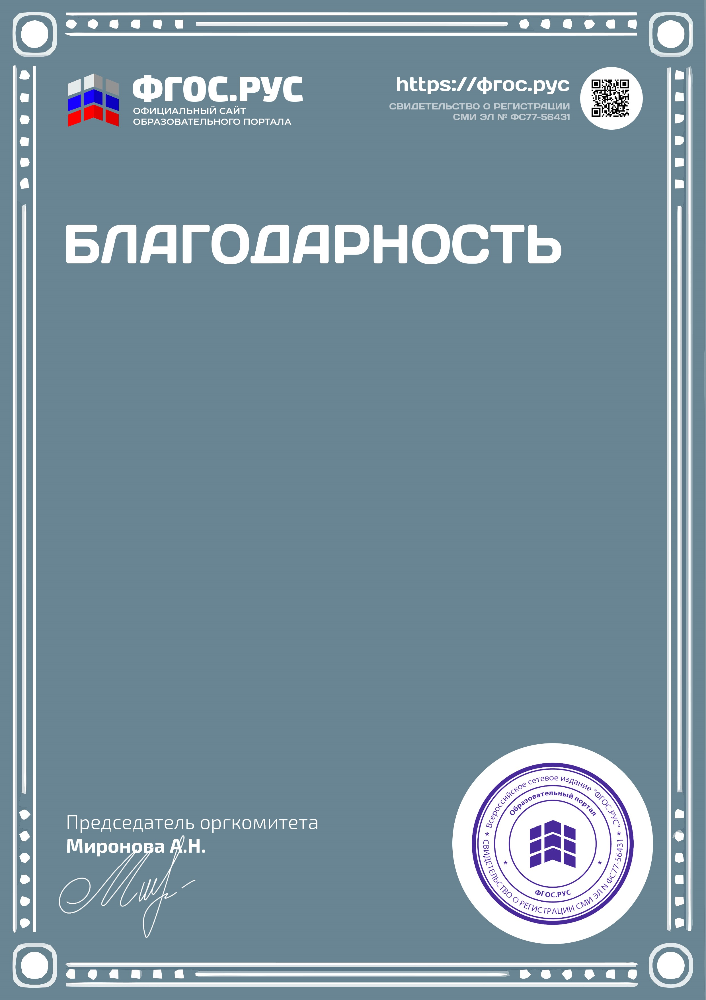 ФГОС.РУС
ОФИЦИАЛЬНЫЙ САЙТ
ОБРАЗОВАТЕЛЬНОГО ПОРТАЛА
https://фгос.рус
СВИДЕТЕЛЬСТВО О РЕГИСТРАЦИИ
СМИ ЭЛ № ФС77-56431
БЛАГОДАРНОСТЬ
Председатель оргкомитета
Миронова А.Н.
* Всероссийское сетевое издание "ФГОС.РУС" *
СВИДЕТЕЛЬСТВО О РЕГИСТРАЦИИ СМИ ЭЛ N ФС77-56431
Образовательный портал
* ФГОС.РУС *